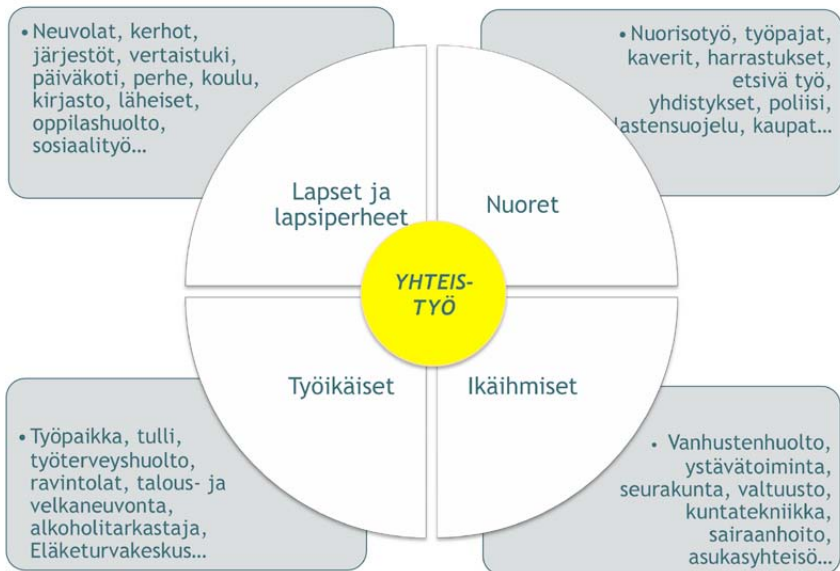 • Neuvolat, kerhot,
järjestöt, vertaistuki,
päiväkoti, perhe, koulu,
kirjasto, läheiset,
oppilashuolto,
sosiaalityö…
• Nuorisotyö, työpajat,
kaverit, harrastukset,
etsivä työ,
yhdistykset, poliisi,
lastensuojelu, kaupat…
Lapset ja
lapsiperheet
Nuoret
YHTEIS-
TYÖ
Työikäiset
Ikäihmiset
• Työpaikka, tulli,
työterveyshuolto,
ravintolat, talous- ja
velkaneuvonta,
alkoholitarkastaja,
Eläketurvakeskus…
• Vanhustenhuolto,
ystävätoiminta,
seurakunta, valtuusto,
kuntatekniikka,
sairaanhoito,
asukasyhteisö…